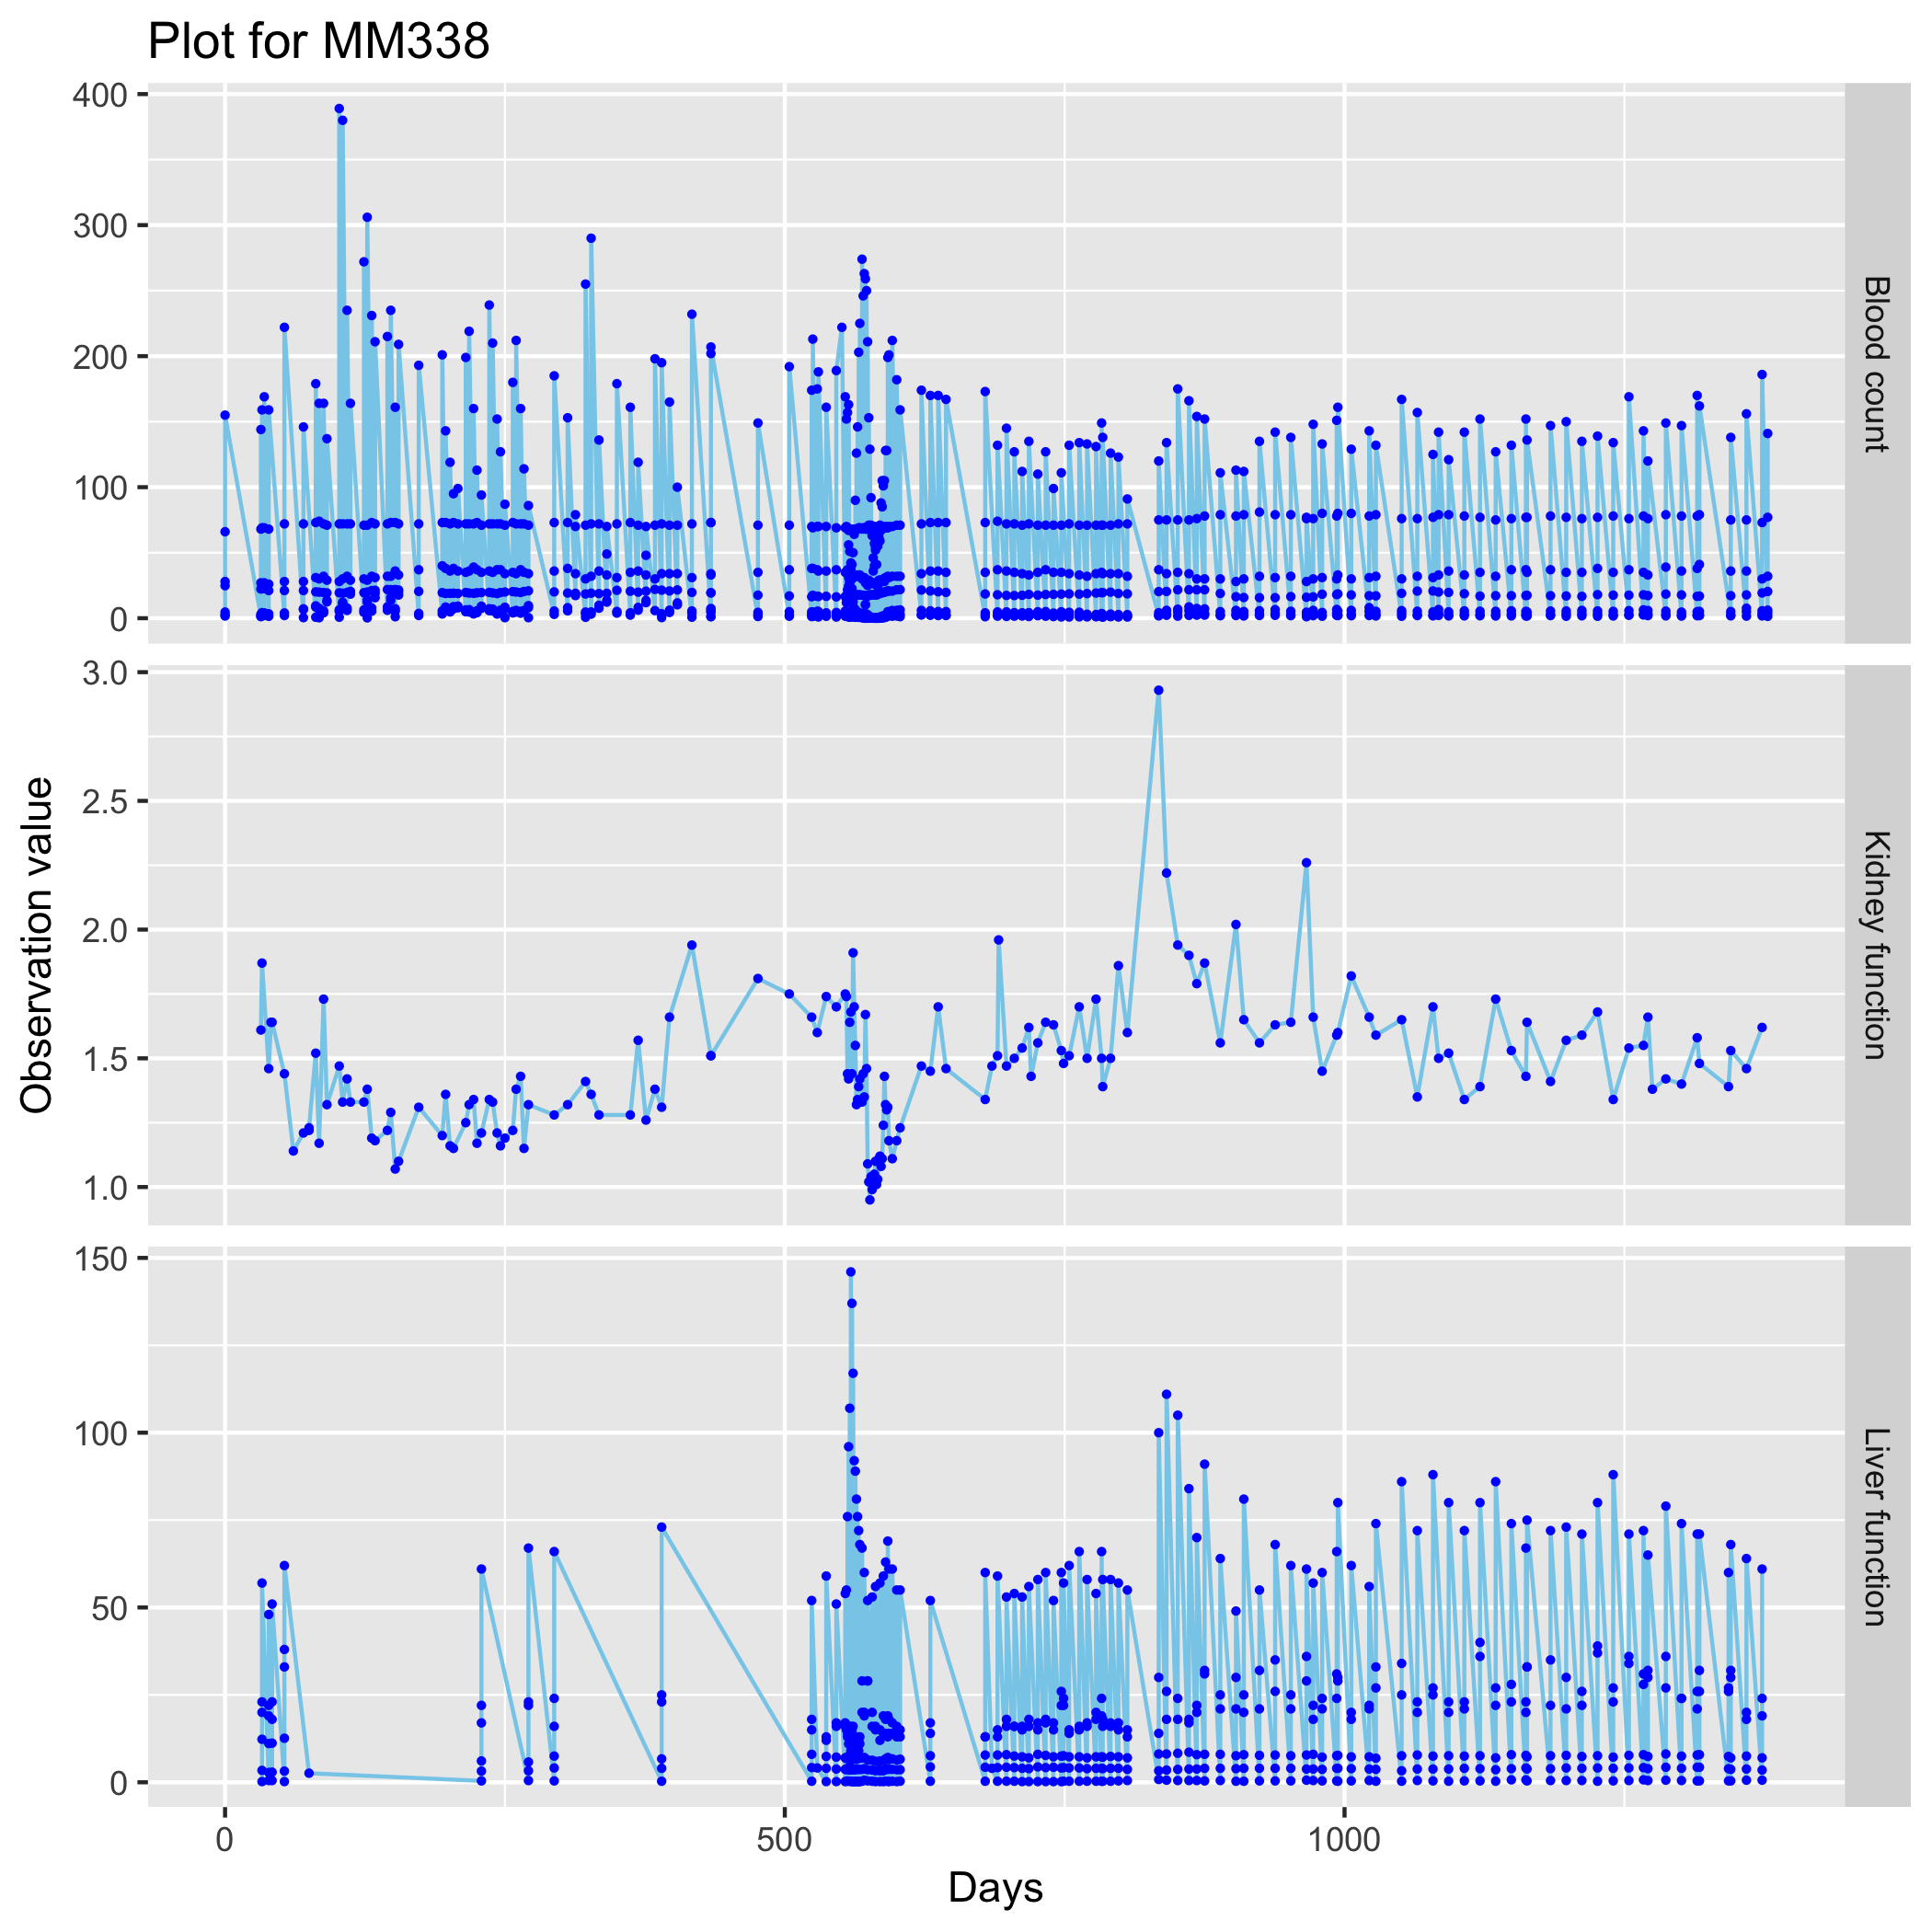 Plot for MM338
400
300
200
100
0
Blood count
3.0
2.5
2.0
1.5
1.0
Kidney function
Observation value
150
100
50
0
Liver function
0 500 1000
Days